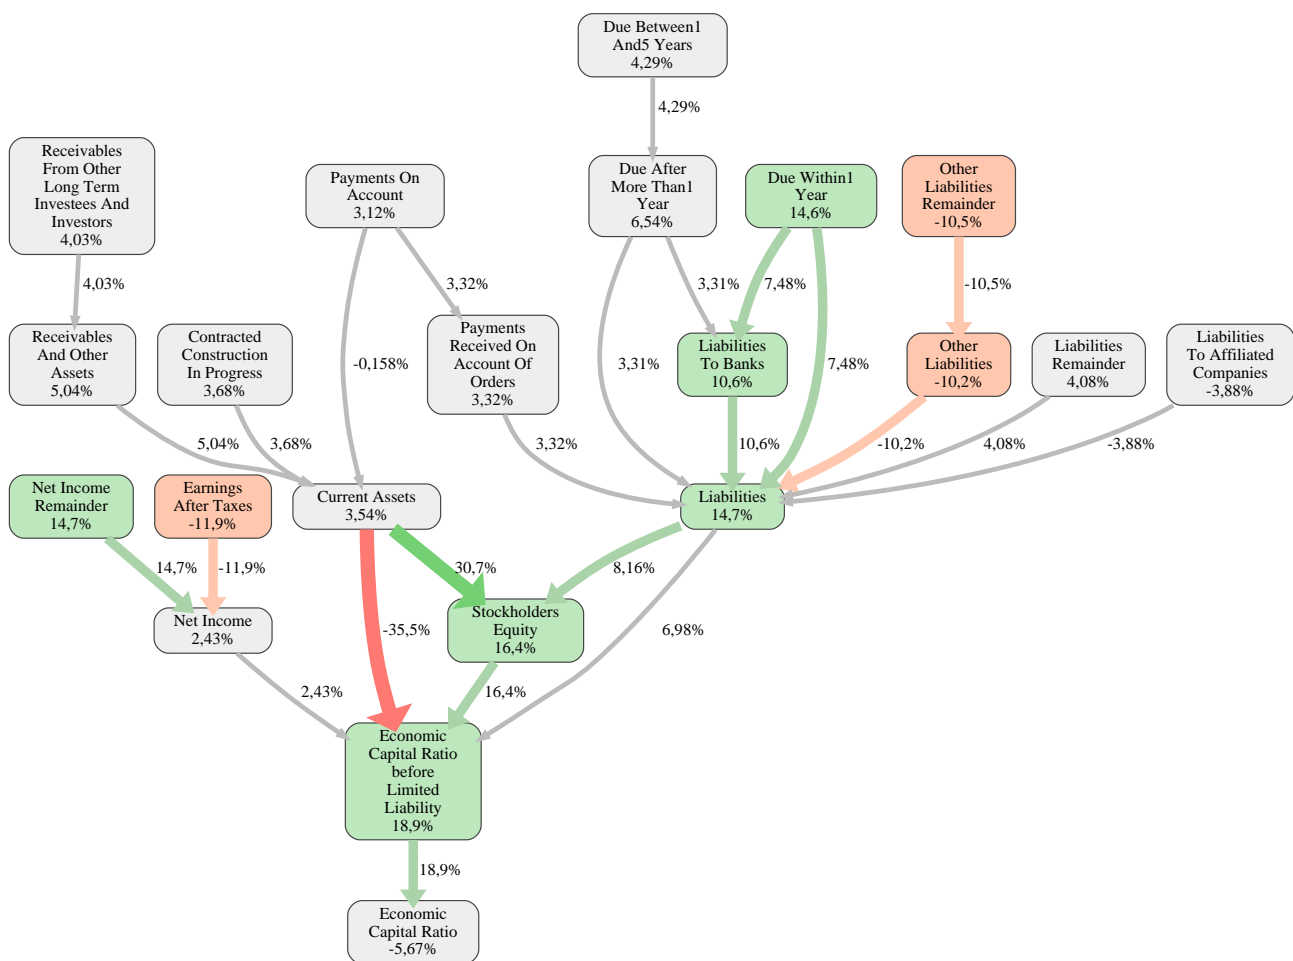 Due Between1
And5 Years
4,29%
4,29%
Receivables
From Other
Long Term
Investees And
Investors
4,03%
Payments On
Account
3,12%
Due After
More Than1
Year
6,54%
Due Within1
Year
14,6%
Other
Liabilities
Remainder
-10,5%
4,03%
3,32%
3,31%
7,48%
-10,5%
Receivables
And Other
Assets
5,04%
Contracted
Construction
In Progress
3,68%
-0,158%
Payments
Received On
Account Of
Orders
3,32%
3,31%
Liabilities
To Banks
10,6%
7,48%
Other
Liabilities
-10,2%
Liabilities
Remainder
4,08%
Liabilities
To Affiliated
Companies
-3,88%
5,04%
3,68%
3,32%
10,6%
-10,2%
4,08%
-3,88%
Net Income
Remainder
14,7%
Earnings
After Taxes
-11,9%
Current Assets
3,54%
Liabilities
14,7%
14,7%
-11,9%
30,7%
8,16%
Net Income
2,43%
-35,5%
Stockholders
Equity
16,4%
6,98%
2,43%
16,4%
Economic
Capital Ratio
before
Limited
Liability
18,9%
18,9%
Economic
Capital Ratio
-5,67%